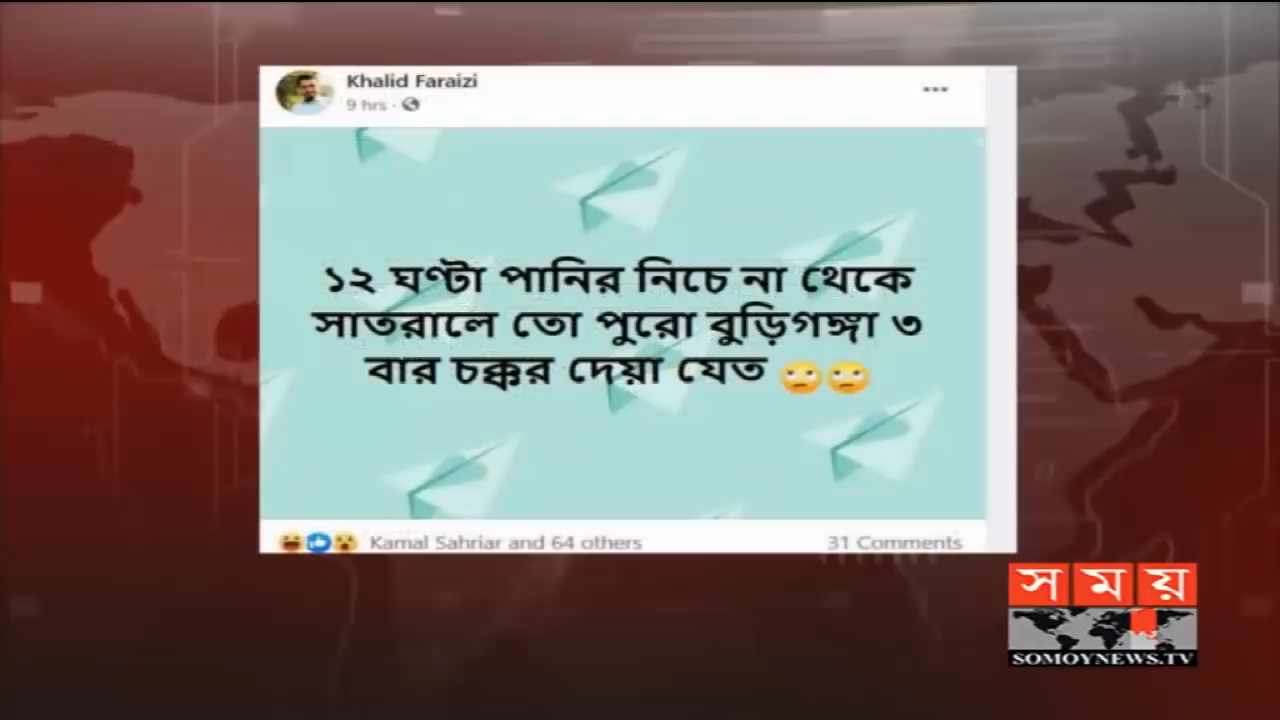 Khalid Faraizi
9 hrs ·
১২ ঘণ্টা পানির নিচে না থেকে
সাতরালে তো পুরো বুড়িগঙ্গা ৩
বার চক্কর দেয়া যেত 🙄🙄
Kamal Sahriar and 64 others
31 Comments
সময়
SOMOYNEWS.TV